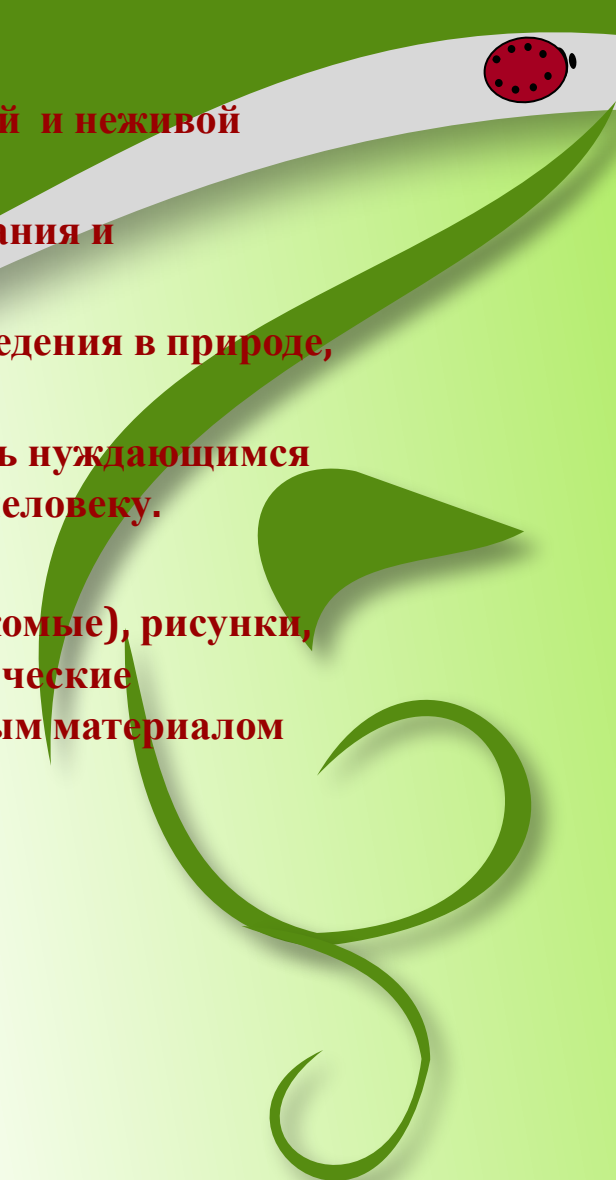 й и неживой
ания и
едения в природе,
ь нуждающимся
еловеку.
омые), рисунки,
ческие
ым материалом